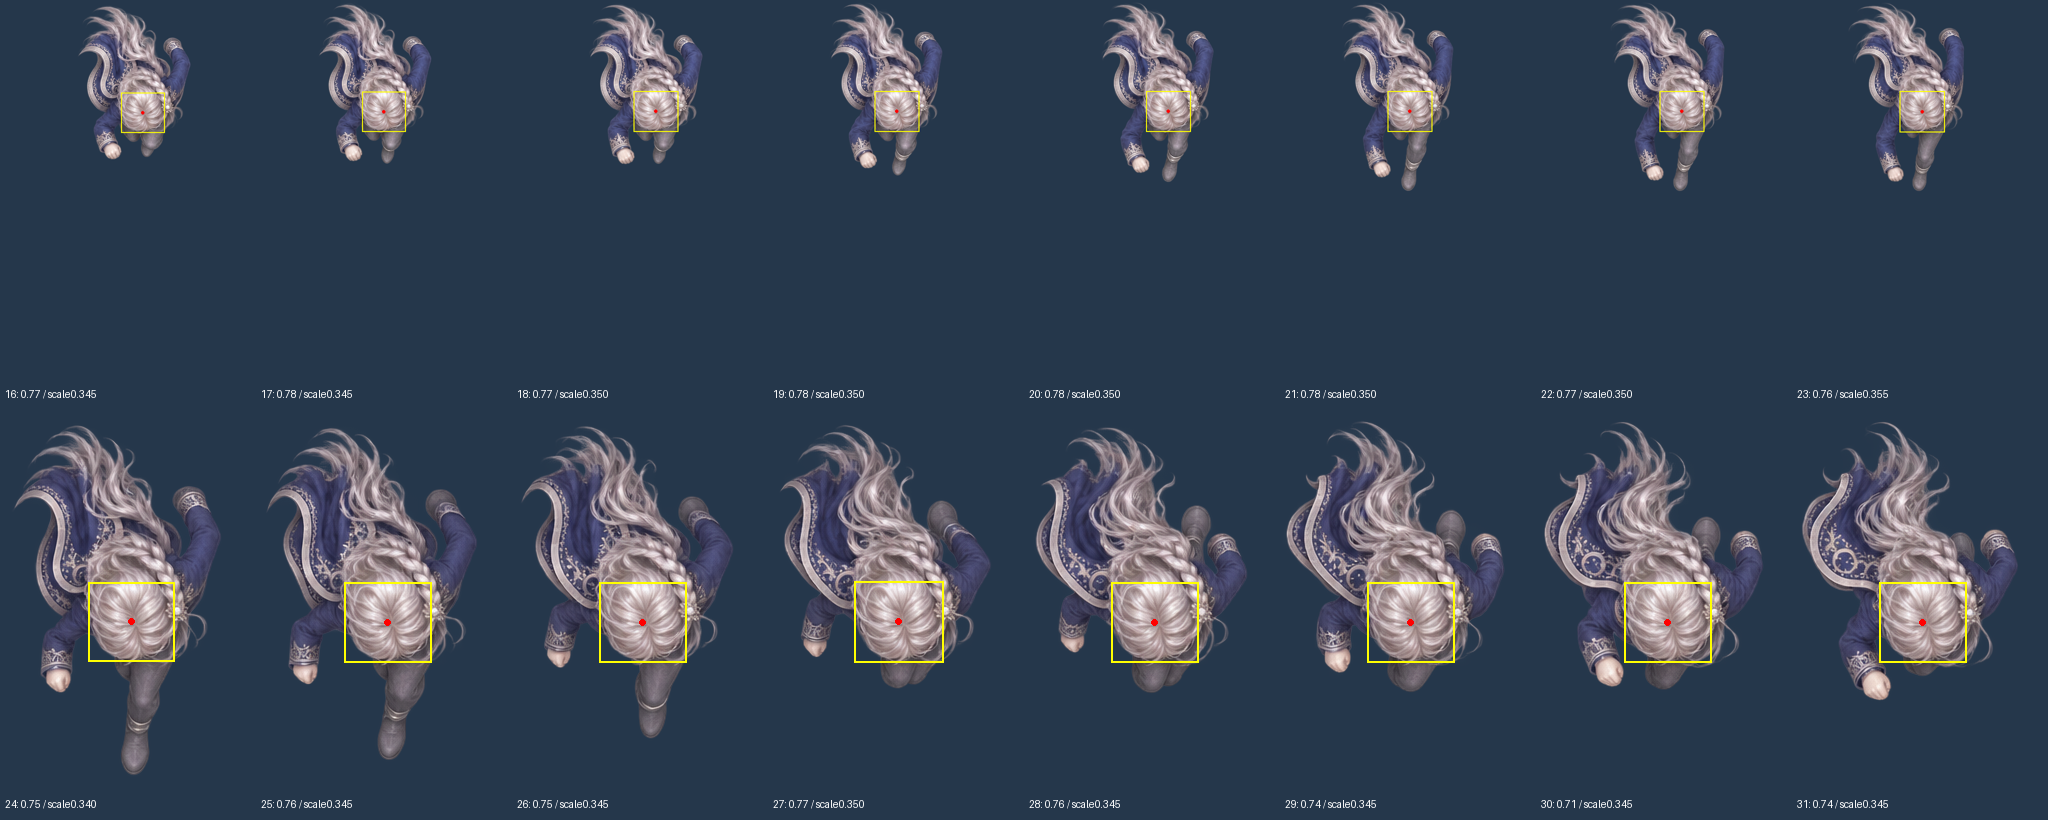 16: 0.77 / scale0.345
17: 0.78 / scale0.345
18: 0.77 / scale0.350
19: 0.78 / scale0.350
20: 0.78 / scale0.350
21: 0.78 / scale0.350
22: 0.77 / scale0.350
23: 0.76 / scale0.355
24: 0.75 / scale0.340
25: 0.76 / scale0.345
26: 0.75 / scale0.345
27: 0.77 / scale0.350
28: 0.76 / scale0.345
29: 0.74 / scale0.345
30: 0.71 / scale0.345
31: 0.74 / scale0.345